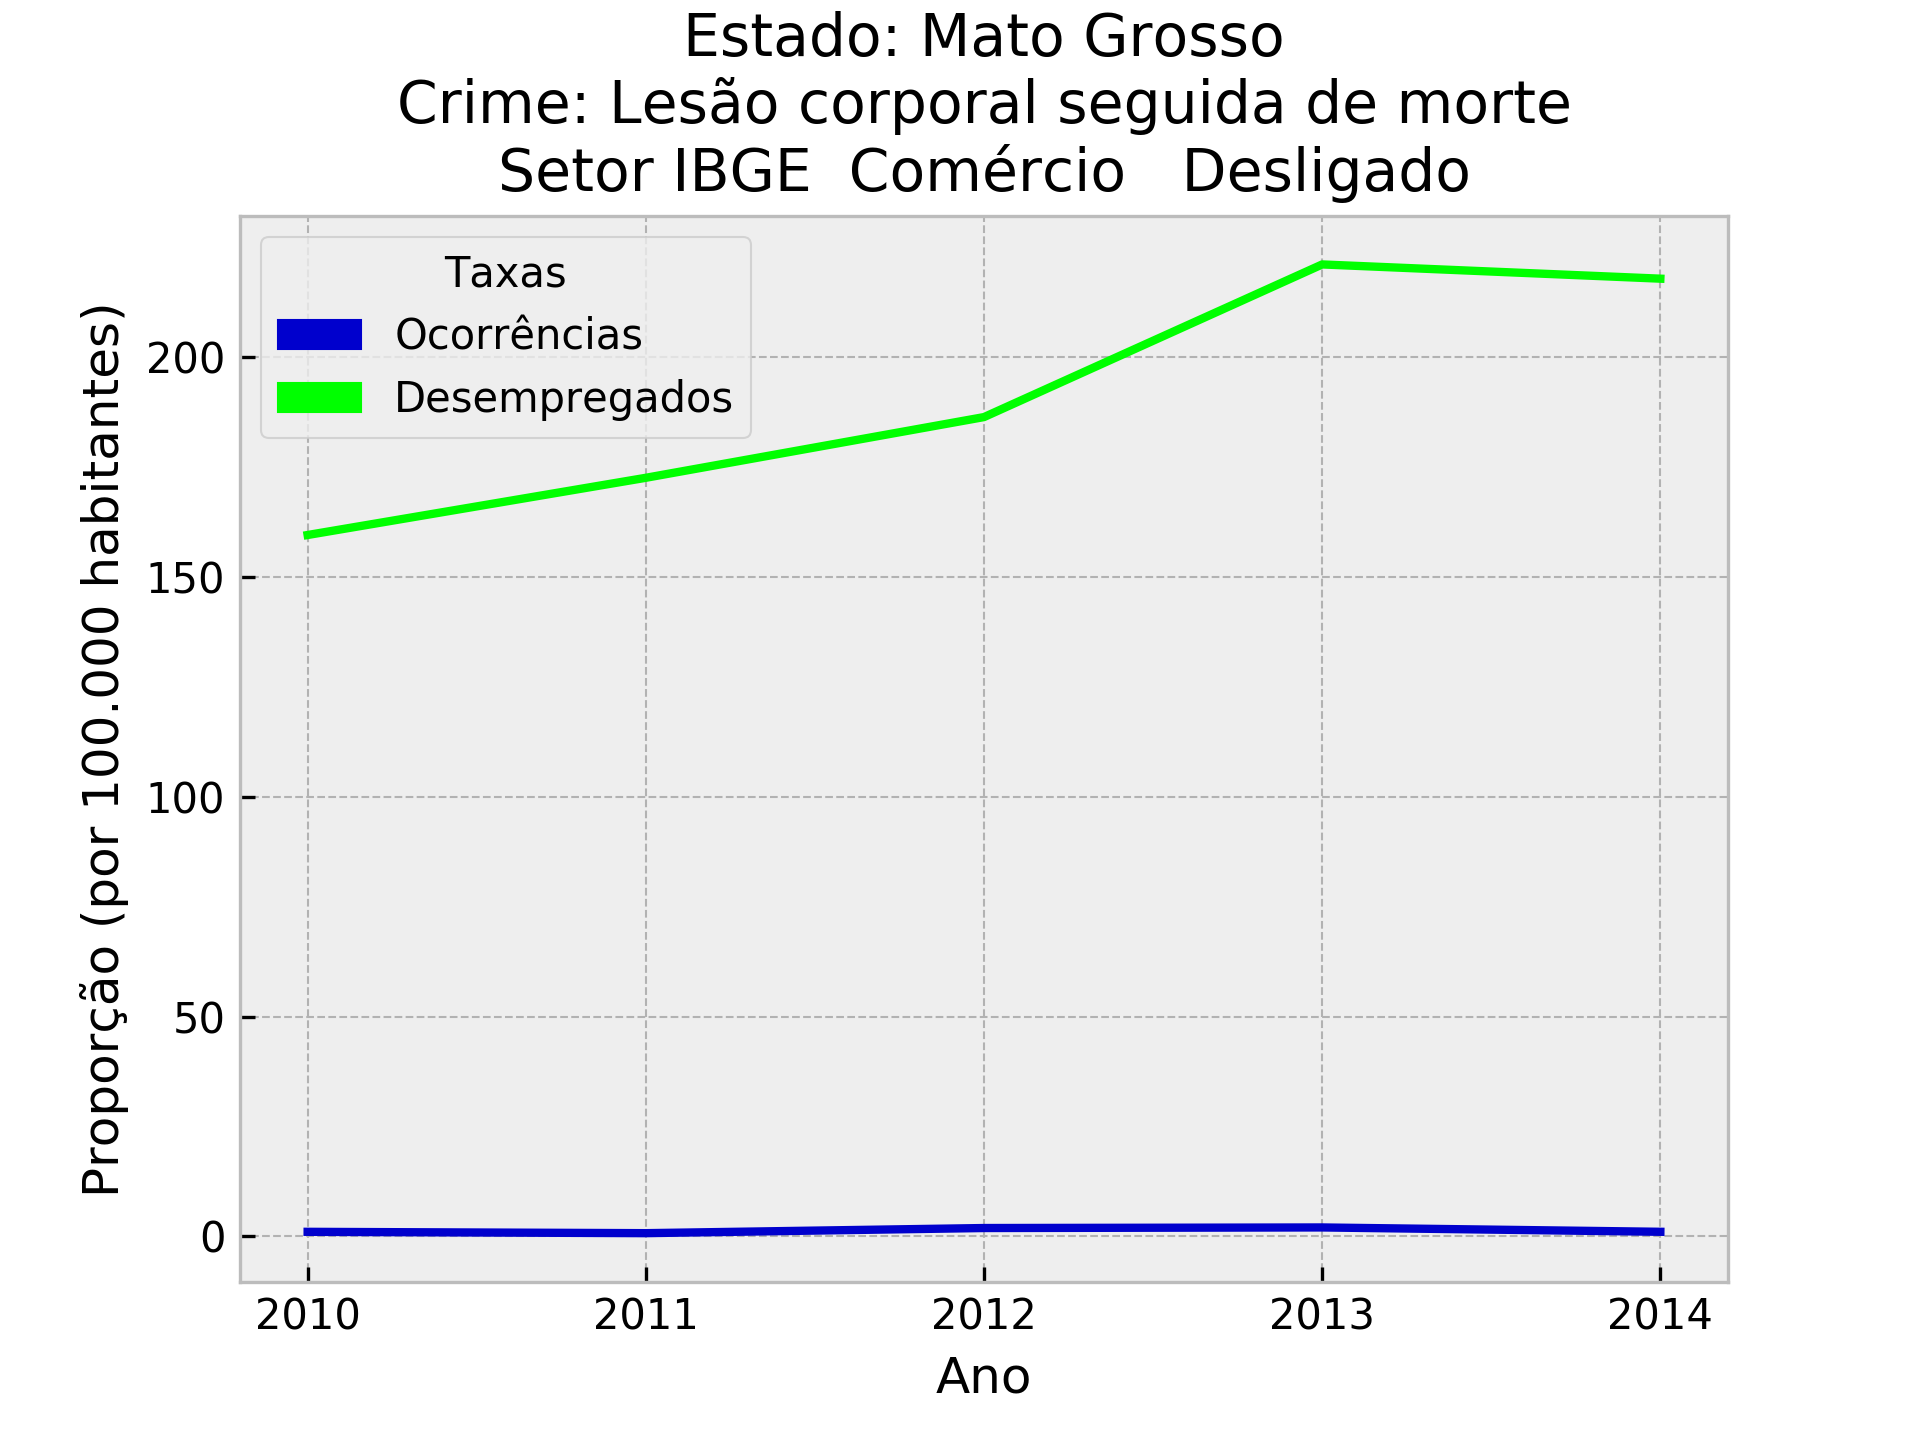 Estado: Mato Grosso
Crime: Lesão corporal seguida de morte
Setor IBGE  Comércio   Desligado
Taxas
Ocorrências
Desempregados
Proporção (por 100.000 habitantes)
200
150
100
50
0
2010 2011 2012 2013 2014
Ano